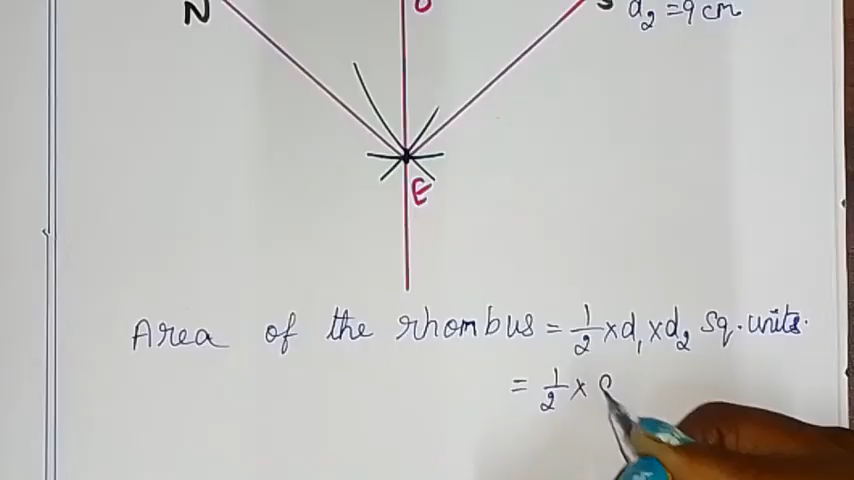 N
d₂ = 9 cm
E
Area of the rhombus = 1/2 × d₁ × d₂ sq. units.
= 1/2 ×